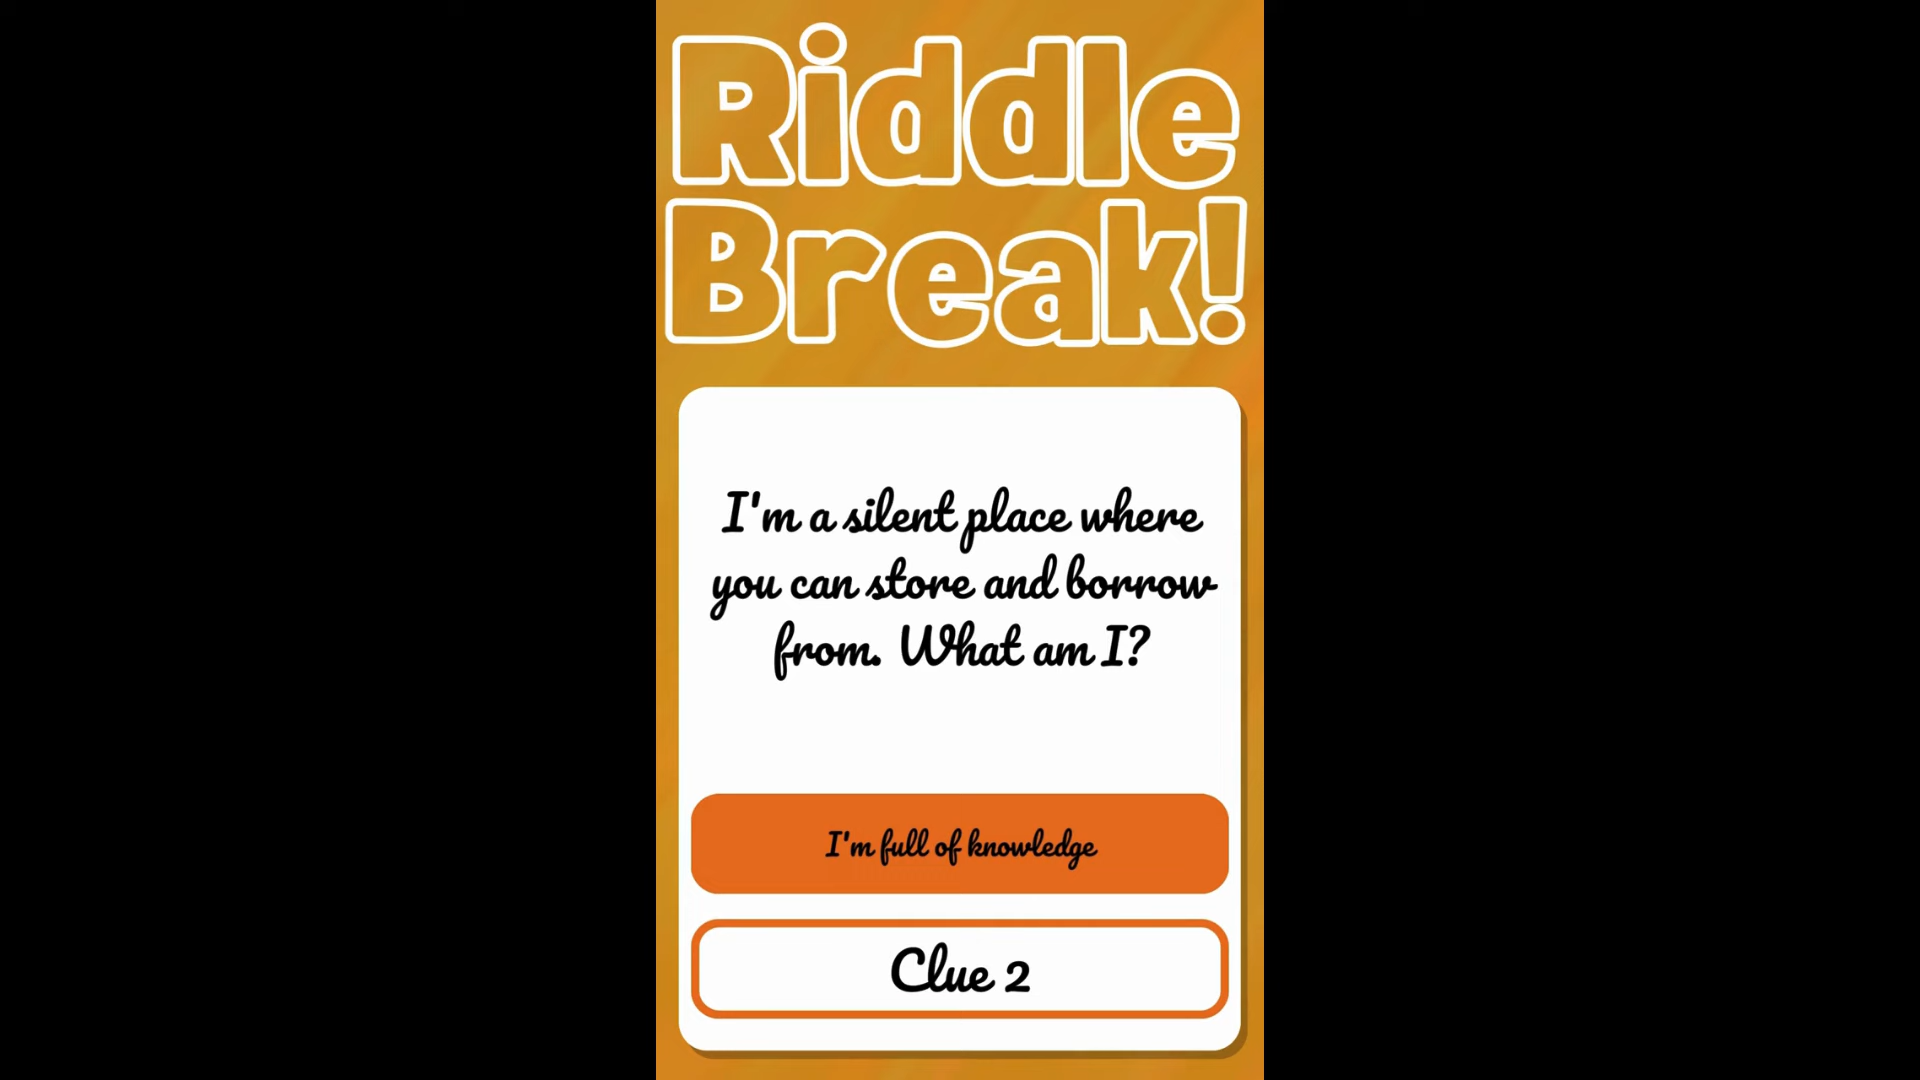 Riddle
Break!
I'm a silent place where
you can store and borrow
from. What am I?
I'm full of knowledge
Clue 2